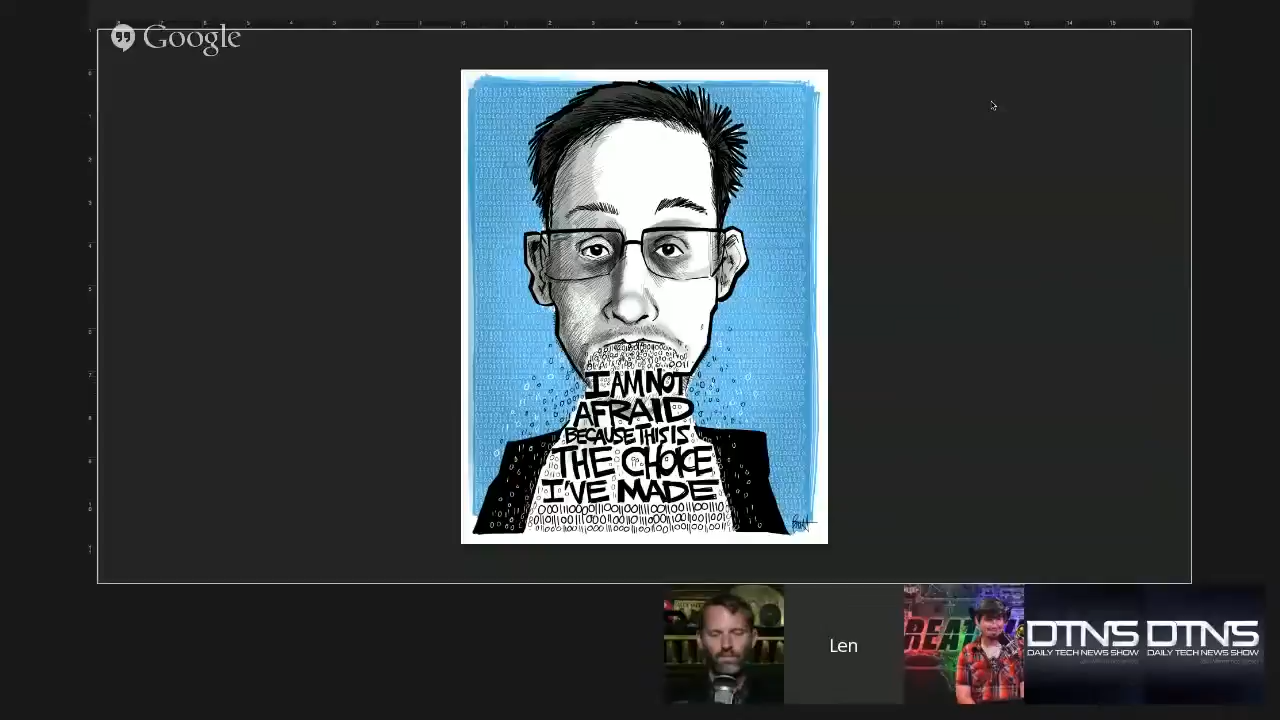 Google
I AM NOT
AFRAID
BECAUSE THIS IS
THE CHOICE
I'VE MADE
Len
DTNS DTNS
DAILY TECH NEWS SHOW DAILY TECH NEWS SHOW